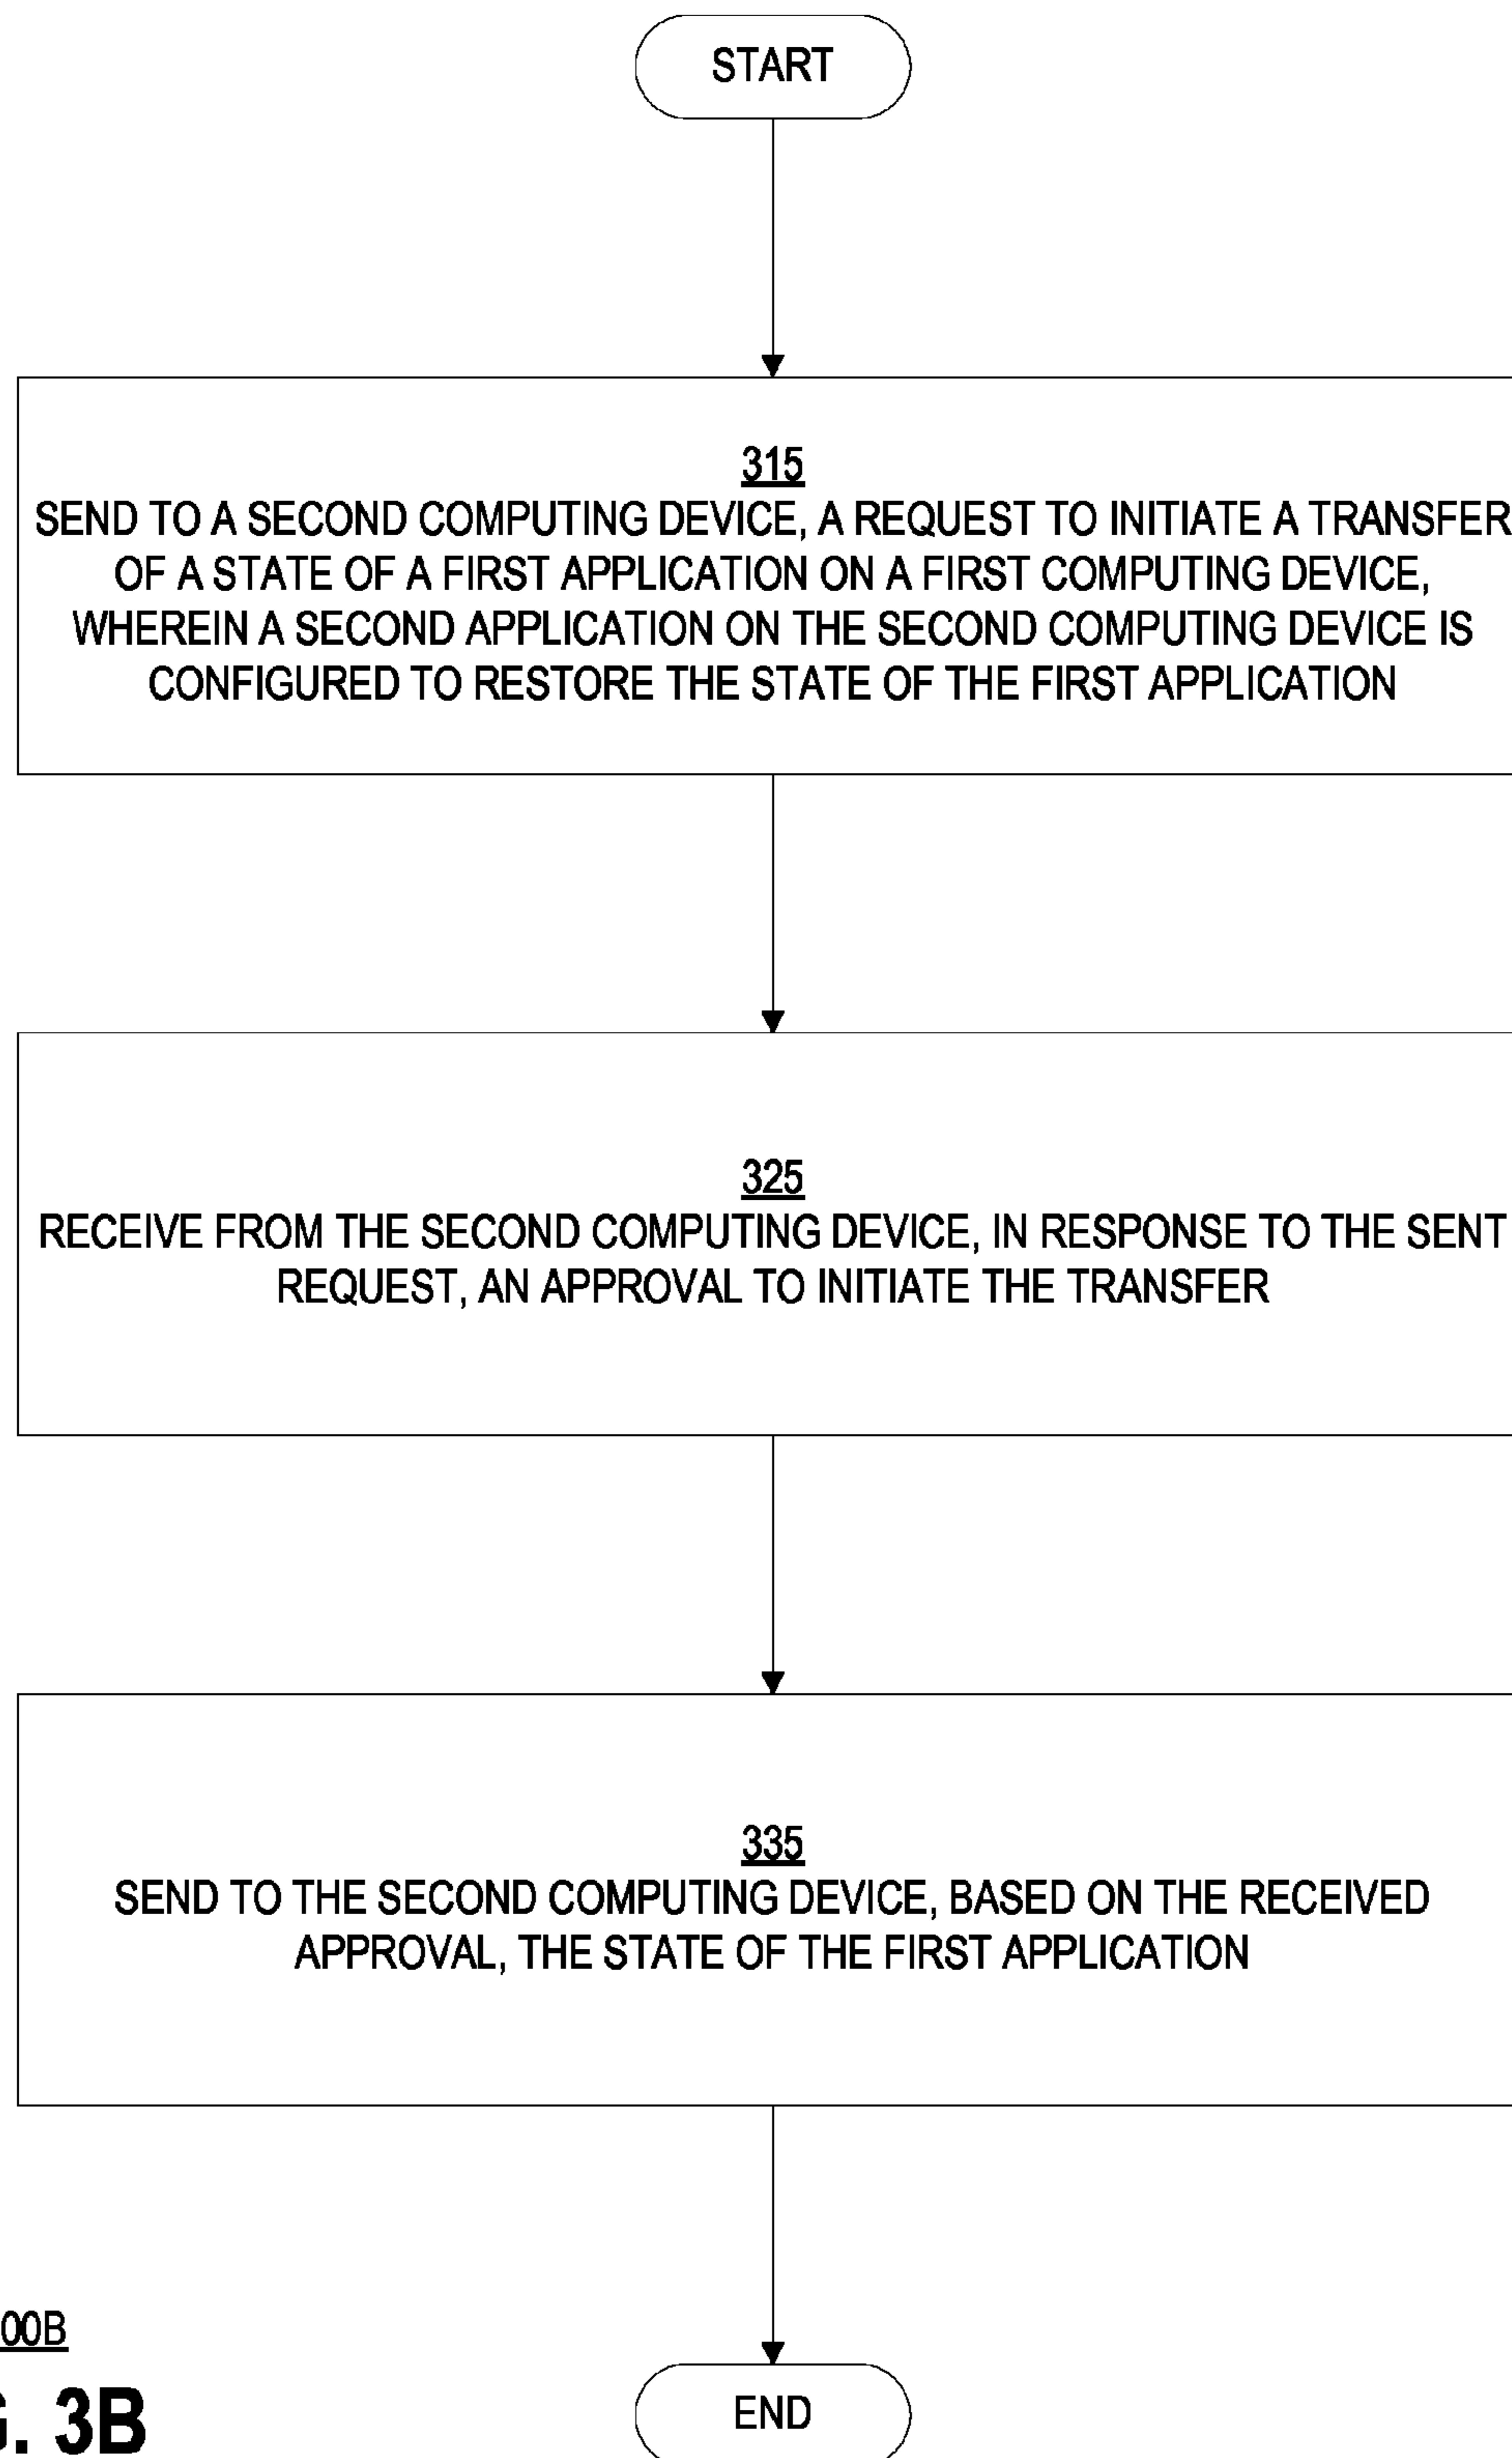 START
315
SEND TO A SECOND COMPUTING DEVICE, A REQUEST TO INITIATE A TRANSFER
OF A STATE OF A FIRST APPLICATION ON A FIRST COMPUTING DEVICE,
WHEREIN A SECOND APPLICATION ON THE SECOND COMPUTING DEVICE IS
CONFIGURED TO RESTORE THE STATE OF THE FIRST APPLICATION
325
RECEIVE FROM THE SECOND COMPUTING DEVICE, IN RESPONSE TO THE SENT
REQUEST, AN APPROVAL TO INITIATE THE TRANSFER
335
SEND TO THE SECOND COMPUTING DEVICE, BASED ON THE RECEIVED
APPROVAL, THE STATE OF THE FIRST APPLICATION
END
00B
G. 3B